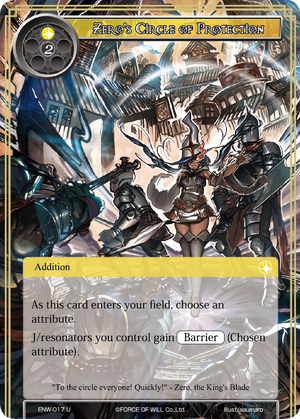 Zero's Circle of Protection
2
Addition
As this card enters your field, choose an
attribute.
J/resonators you control gain Barrier (Chosen
attribute).
"To the circle everyone! Quickly!" - Zero, the King's Blade
ENW-017 U
©FORCE OF WILL Co.,Ltd.
Illust.saumaro